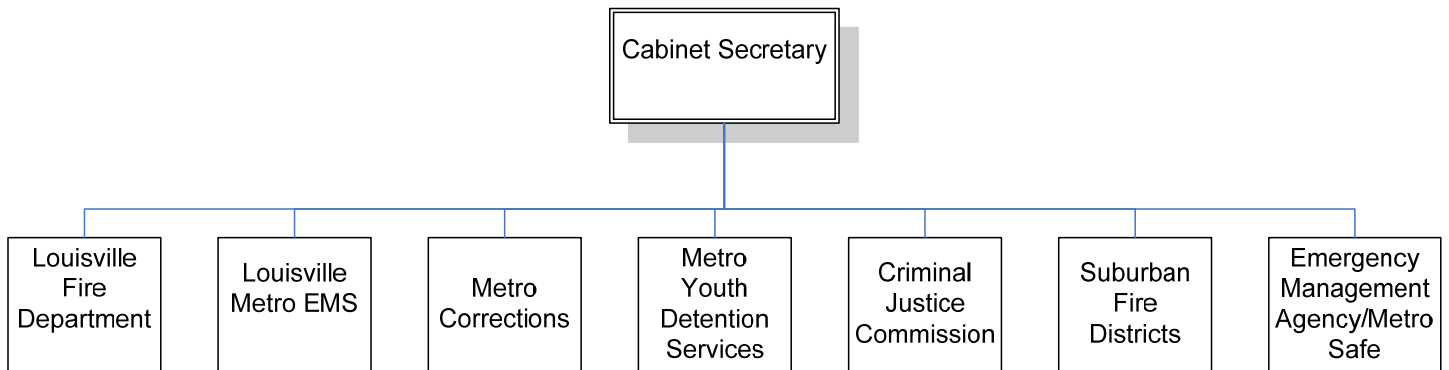 Cabinet Secretary
Louisville
Fire
Department
Louisville
Metro EMS
Metro
Corrections
Metro
Youth
Detention
Services
Criminal
Justice
Commission
Suburban
Fire
Districts
Emergency
Management
Agency/Metro
Safe